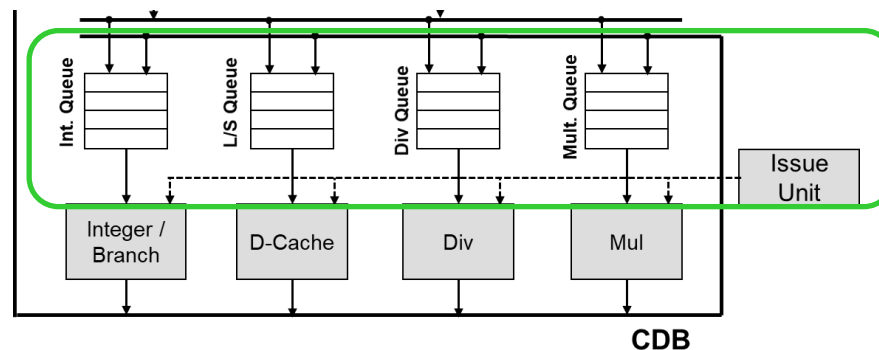 Int. Queue
L/S Queue
Div Queue
Mult. Queue
Issue
Unit
Integer /
Branch
D-Cache
Div
Mul
CDB